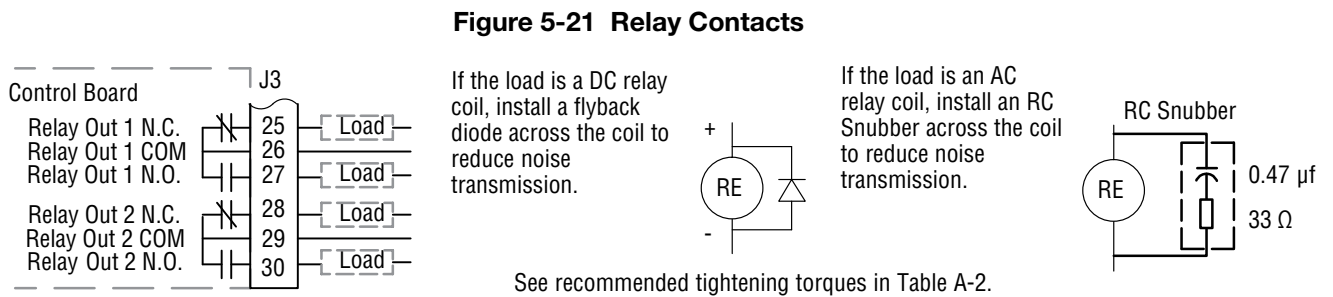 Figure 5-21 Relay Contacts
Control Board
J3
Relay Out 1 N.C.
25
Load
Relay Out 1 COM
26
Relay Out 1 N.O.
27
Load
Relay Out 2 N.C.
28
Load
Relay Out 2 COM
29
Relay Out 2 N.O.
30
Load
If the load is a DC relay
coil, install a flyback
diode across the coil to
reduce noise
transmission.
+
RE
-
If the load is an AC
relay coil, install an RC
Snubber across the coil
to reduce noise
transmission.
RC Snubber
RE
0.47 µf
33 Ω
See recommended tightening torques in Table A-2.